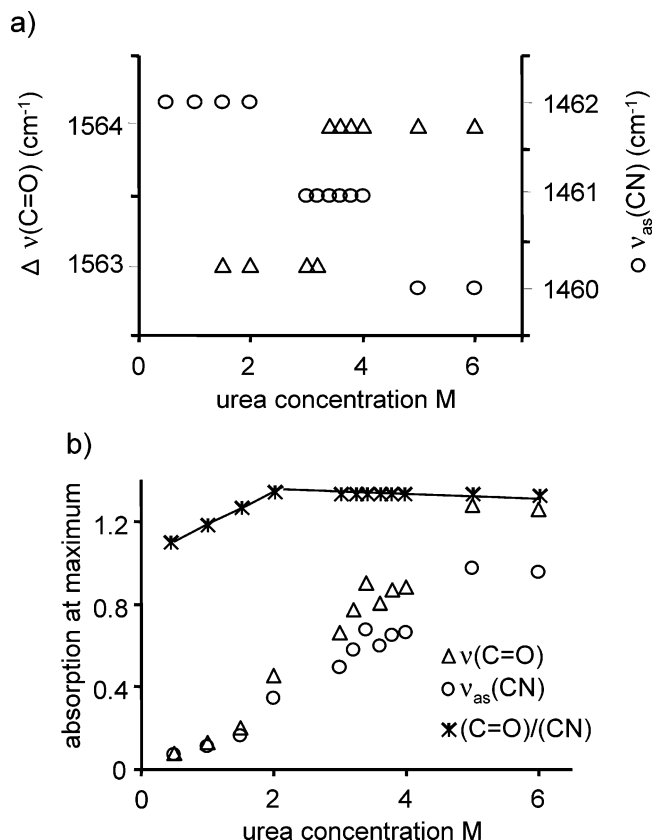 a)
Δ ν(C=O) (cm⁻¹)
1564
1563
1462
1461
1460
O νas(CN) (cm⁻¹)
0 2 4 6
urea concentration M
b)
absorption at maximum
1.2
0.8
0.4
0
Δ ν(C=O)
O νas(CN)
(C=O)/(CN)
0 2 4 6
urea concentration M